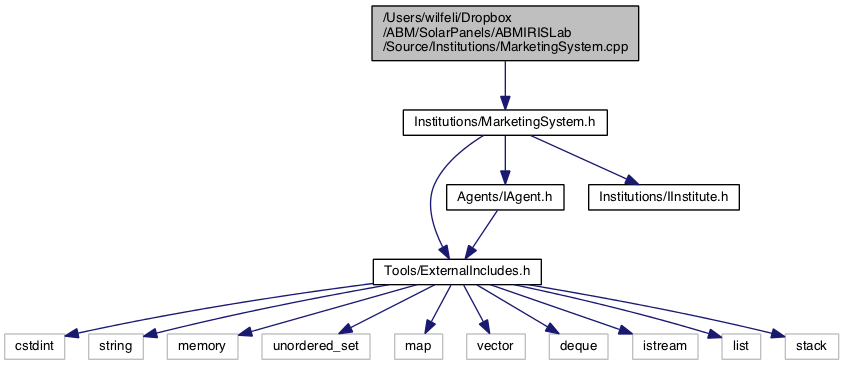 /Users/wilfeli/Dropbox
/ABM/SolarPanels/ABMIRISLab
/Source/Institutions/MarketingSystem.cpp
Institutions/MarketingSystem.h
Agents/IAgent.h
Institutions/IInstitute.h
Tools/ExternalIncludes.h
cstdint
string
memory
unordered_set
map
vector
deque
istream
list
stack